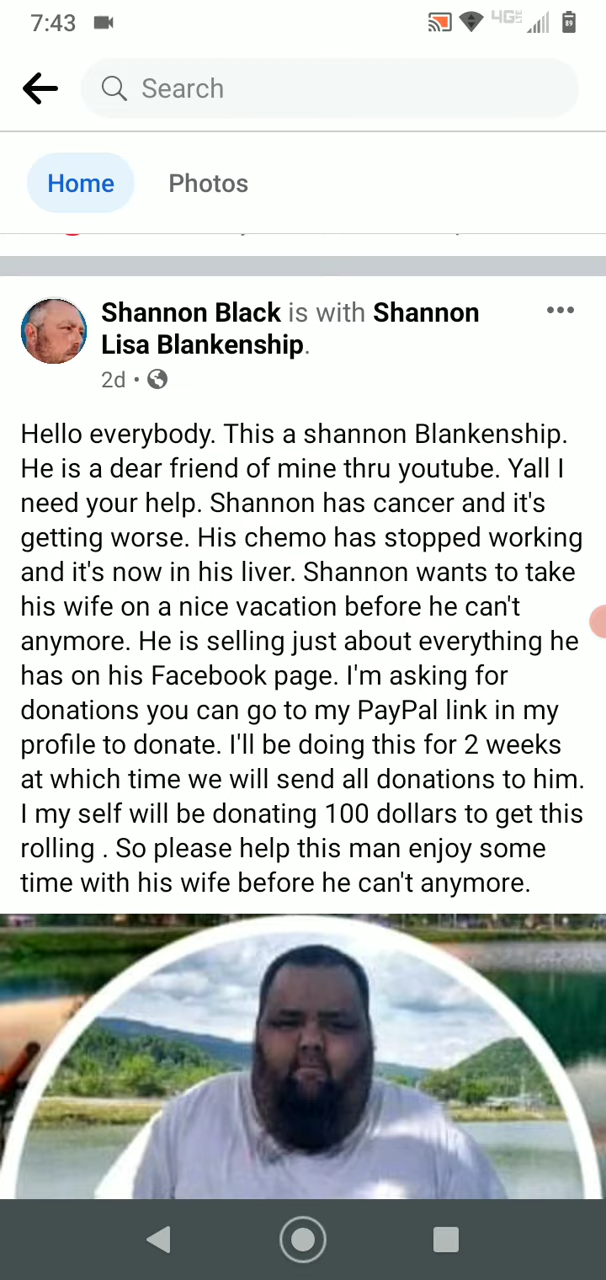 7:43
4G
Search
Home
Photos
Shannon Black is with Shannon
Lisa Blankenship.
2d •
Hello everybody. This a shannon Blankenship.
He is a dear friend of mine thru youtube. Yall I
need your help. Shannon has cancer and it's
getting worse. His chemo has stopped working
and it's now in his liver. Shannon wants to take
his wife on a nice vacation before he can't
anymore. He is selling just about everything he
has on his Facebook page. I'm asking for
donations you can go to my PayPal link in my
profile to donate. I'll be doing this for 2 weeks
at which time we will send all donations to him.
I my self will be donating 100 dollars to get this
rolling . So please help this man enjoy some
time with his wife before he can't anymore.